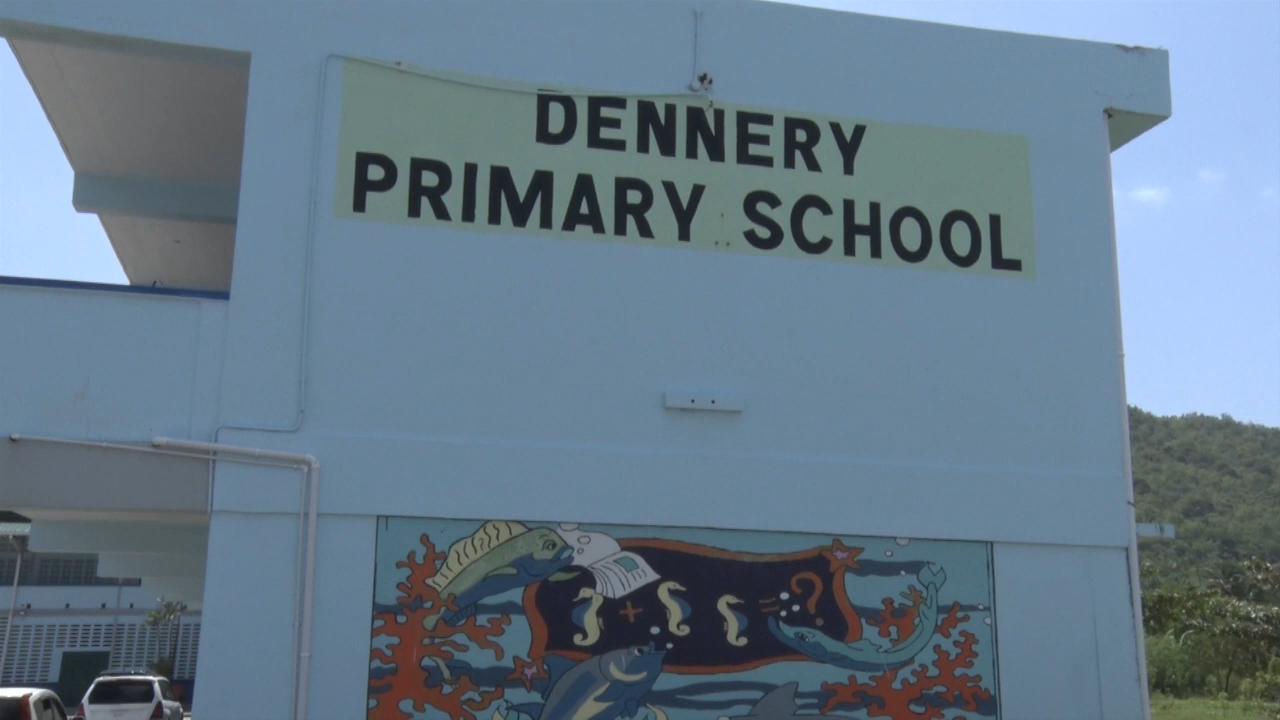 DENNERY
PRIMARY SCHOOL
+ = ?